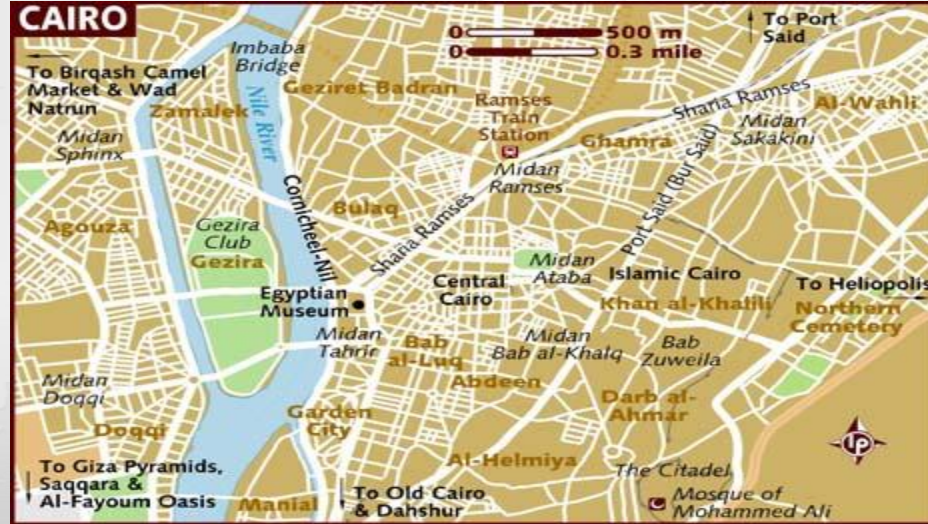 CAIRO
0 500 m
0 0.3 mile
To Port
Said
Imbaba
Bridge
To Birqash Camel
Market & Wad
Natrun
Zamalek
Nile River
Geziret Badran
Ramses
Train
Station
Sharia Ramses
Al-Wahli
Midan
Sakakini
Ghamra
Midan
Sphinx
Midan
Ramses
Cornicheel-Nil
Bulaq
Sharia Ramses
Port Said (Bur Said)
Agouza
Gezira
Club
Gezira
Midan
Ataba
Islamic Cairo
Central
Cairo
To Heliopolis
Egyptian
Museum
Khan al-Khalili
Northern
Cemetery
Midan
Tahrir
Bab
al-Luq
Midan
Bab al-Khalq
Bab
Zuweila
Midan
Doqqi
Abdeen
Darb al-
Ahmar
Doqqi
Garden
City
To Giza Pyramids,
Saqqara &
Al-Fayoum Oasis
Al-Helmiya
The Citadel
Manial
To Old Cairo
& Dahshur
Mosque of
Mohammed Ali
LP